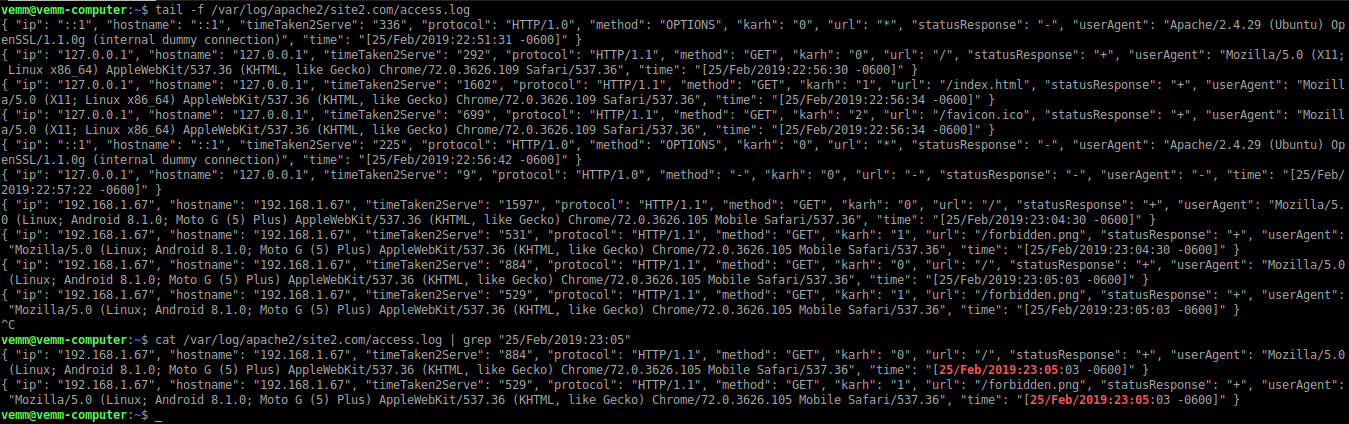 vemm@vemm-computer:~$ tail -f /var/log/apache2/site2.com/access.log
{ "ip": "::1", "hostname": "::1", "timeTaken2Serve": "336", "protocol": "HTTP/1.0", "method": "OPTIONS", "karh": "0", "url": "*", "statusResponse": "-", "userAgent": "Apache/2.4.29 (Ubuntu) Op
enSSL/1.1.0g (internal dummy connection)", "time": "[25/Feb/2019:22:51:31 -0600]" }
{ "ip": "127.0.0.1", "hostname": "127.0.0.1", "timeTaken2Serve": "292", "protocol": "HTTP/1.1", "method": "GET", "karh": "0", "url": "/", "statusResponse": "+", "userAgent": "Mozilla/5.0 (X11;
 Linux x86_64) AppleWebKit/537.36 (KHTML, like Gecko) Chrome/72.0.3626.109 Safari/537.36", "time": "[25/Feb/2019:22:56:30 -0600]" }
{ "ip": "127.0.0.1", "hostname": "127.0.0.1", "timeTaken2Serve": "1602", "protocol": "HTTP/1.1", "method": "GET", "karh": "1", "url": "/index.html", "statusResponse": "+", "userAgent": "Mozill
a/5.0 (X11; Linux x86_64) AppleWebKit/537.36 (KHTML, like Gecko) Chrome/72.0.3626.109 Safari/537.36", "time": "[25/Feb/2019:22:56:34 -0600]" }
{ "ip": "127.0.0.1", "hostname": "127.0.0.1", "timeTaken2Serve": "699", "protocol": "HTTP/1.1", "method": "GET", "karh": "2", "url": "/favicon.ico", "statusResponse": "+", "userAgent": "Mozill
a/5.0 (X11; Linux x86_64) AppleWebKit/537.36 (KHTML, like Gecko) Chrome/72.0.3626.109 Safari/537.36", "time": "[25/Feb/2019:22:56:34 -0600]" }
{ "ip": "::1", "hostname": "::1", "timeTaken2Serve": "225", "protocol": "HTTP/1.0", "method": "OPTIONS", "karh": "0", "url": "*", "statusResponse": "-", "userAgent": "Apache/2.4.29 (Ubuntu) Op
enSSL/1.1.0g (internal dummy connection)", "time": "[25/Feb/2019:22:56:42 -0600]" }
{ "ip": "127.0.0.1", "hostname": "127.0.0.1", "timeTaken2Serve": "9", "protocol": "HTTP/1.0", "method": "-", "karh": "0", "url": "-", "statusResponse": "-", "userAgent": "-", "time": "[25/Feb/
2019:22:57:22 -0600]" }
{ "ip": "192.168.1.67", "hostname": "192.168.1.67", "timeTaken2Serve": "1597", "protocol": "HTTP/1.1", "method": "GET", "karh": "0", "url": "/", "statusResponse": "+", "userAgent": "Mozilla/5.
0 (Linux; Android 8.1.0; Moto G (5) Plus) AppleWebKit/537.36 (KHTML, like Gecko) Chrome/72.0.3626.105 Mobile Safari/537.36", "time": "[25/Feb/2019:23:04:30 -0600]" }
{ "ip": "192.168.1.67", "hostname": "192.168.1.67", "timeTaken2Serve": "531", "protocol": "HTTP/1.1", "method": "GET", "karh": "1", "url": "/forbidden.png", "statusResponse": "+", "userAgent":
 "Mozilla/5.0 (Linux; Android 8.1.0; Moto G (5) Plus) AppleWebKit/537.36 (KHTML, like Gecko) Chrome/72.0.3626.105 Mobile Safari/537.36", "time": "[25/Feb/2019:23:04:30 -0600]" }
{ "ip": "192.168.1.67", "hostname": "192.168.1.67", "timeTaken2Serve": "884", "protocol": "HTTP/1.1", "method": "GET", "karh": "0", "url": "/", "statusResponse": "+", "userAgent": "Mozilla/5.0
 (Linux; Android 8.1.0; Moto G (5) Plus) AppleWebKit/537.36 (KHTML, like Gecko) Chrome/72.0.3626.105 Mobile Safari/537.36", "time": "[25/Feb/2019:23:05:03 -0600]" }
{ "ip": "192.168.1.67", "hostname": "192.168.1.67", "timeTaken2Serve": "529", "protocol": "HTTP/1.1", "method": "GET", "karh": "1", "url": "/forbidden.png", "statusResponse": "+", "userAgent":
 "Mozilla/5.0 (Linux; Android 8.1.0; Moto G (5) Plus) AppleWebKit/537.36 (KHTML, like Gecko) Chrome/72.0.3626.105 Mobile Safari/537.36", "time": "[25/Feb/2019:23:05:03 -0600]" }
^C
vemm@vemm-computer:~$ cat /var/log/apache2/site2.com/access.log | grep "25/Feb/2019:23:05"
{ "ip": "192.168.1.67", "hostname": "192.168.1.67", "timeTaken2Serve": "884", "protocol": "HTTP/1.1", "method": "GET", "karh": "0", "url": "/", "statusResponse": "+", "userAgent": "Mozilla/5.0
 (Linux; Android 8.1.0; Moto G (5) Plus) AppleWebKit/537.36 (KHTML, like Gecko) Chrome/72.0.3626.105 Mobile Safari/537.36", "time": "[25/Feb/2019:23:05:03 -0600]" }
{ "ip": "192.168.1.67", "hostname": "192.168.1.67", "timeTaken2Serve": "529", "protocol": "HTTP/1.1", "method": "GET", "karh": "1", "url": "/forbidden.png", "statusResponse": "+", "userAgent":
 "Mozilla/5.0 (Linux; Android 8.1.0; Moto G (5) Plus) AppleWebKit/537.36 (KHTML, like Gecko) Chrome/72.0.3626.105 Mobile Safari/537.36", "time": "[25/Feb/2019:23:05:03 -0600]" }
vemm@vemm-computer:~$ _